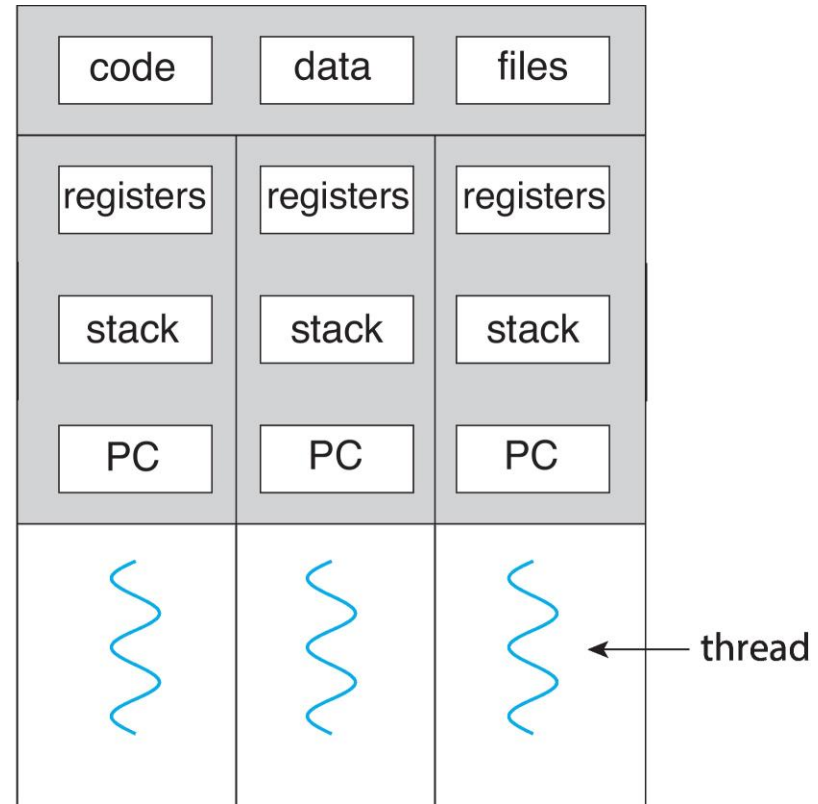 code data files
registers registers registers
stack stack stack
PC PC PC
thread